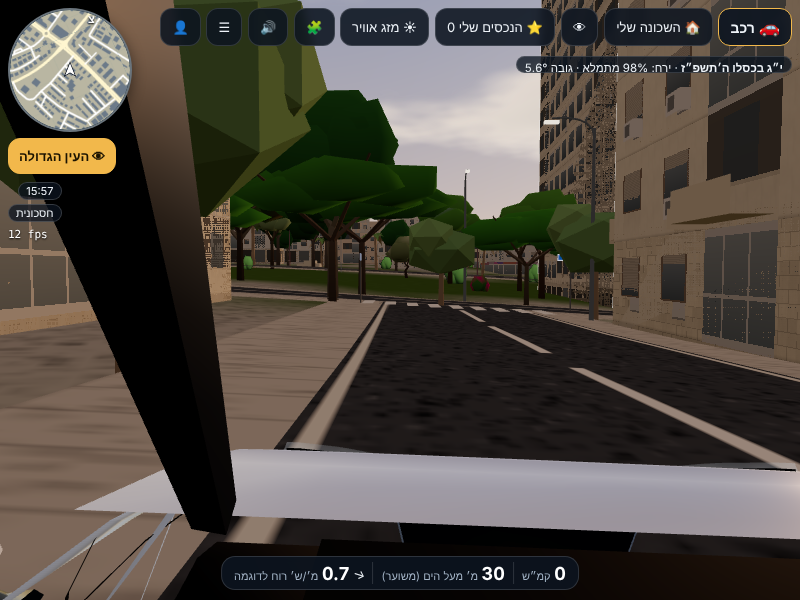 🚗 רכב
🏠 השכונה שלי
👁
⭐ הנכסים שלי 0
☀ מזג אוויר
🧩
🔊
☰
👤
י״ג בכסלו ה׳תשפ״ז · ירח: 98% מתמלא · גובה 5.6°
👁 העין הגדולה
15:57
חסכונית
12 fps
0 קמ״ש
30 מ׳ מעל הים (משוער)
0.7 מ׳/ש׳ רוח לדוגמה